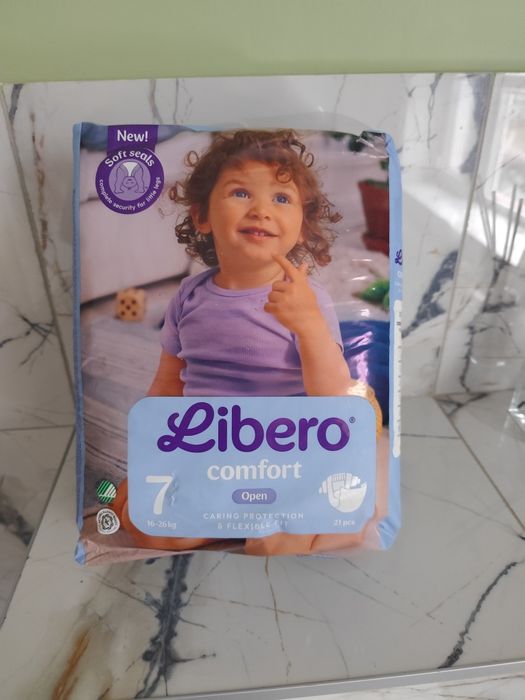 New!
Soft seals
complete security for little legs
Libero®
comfort
Open
7
16-26kg
CARING PROTECTION
& FLEXIBLE FIT
21 pcs